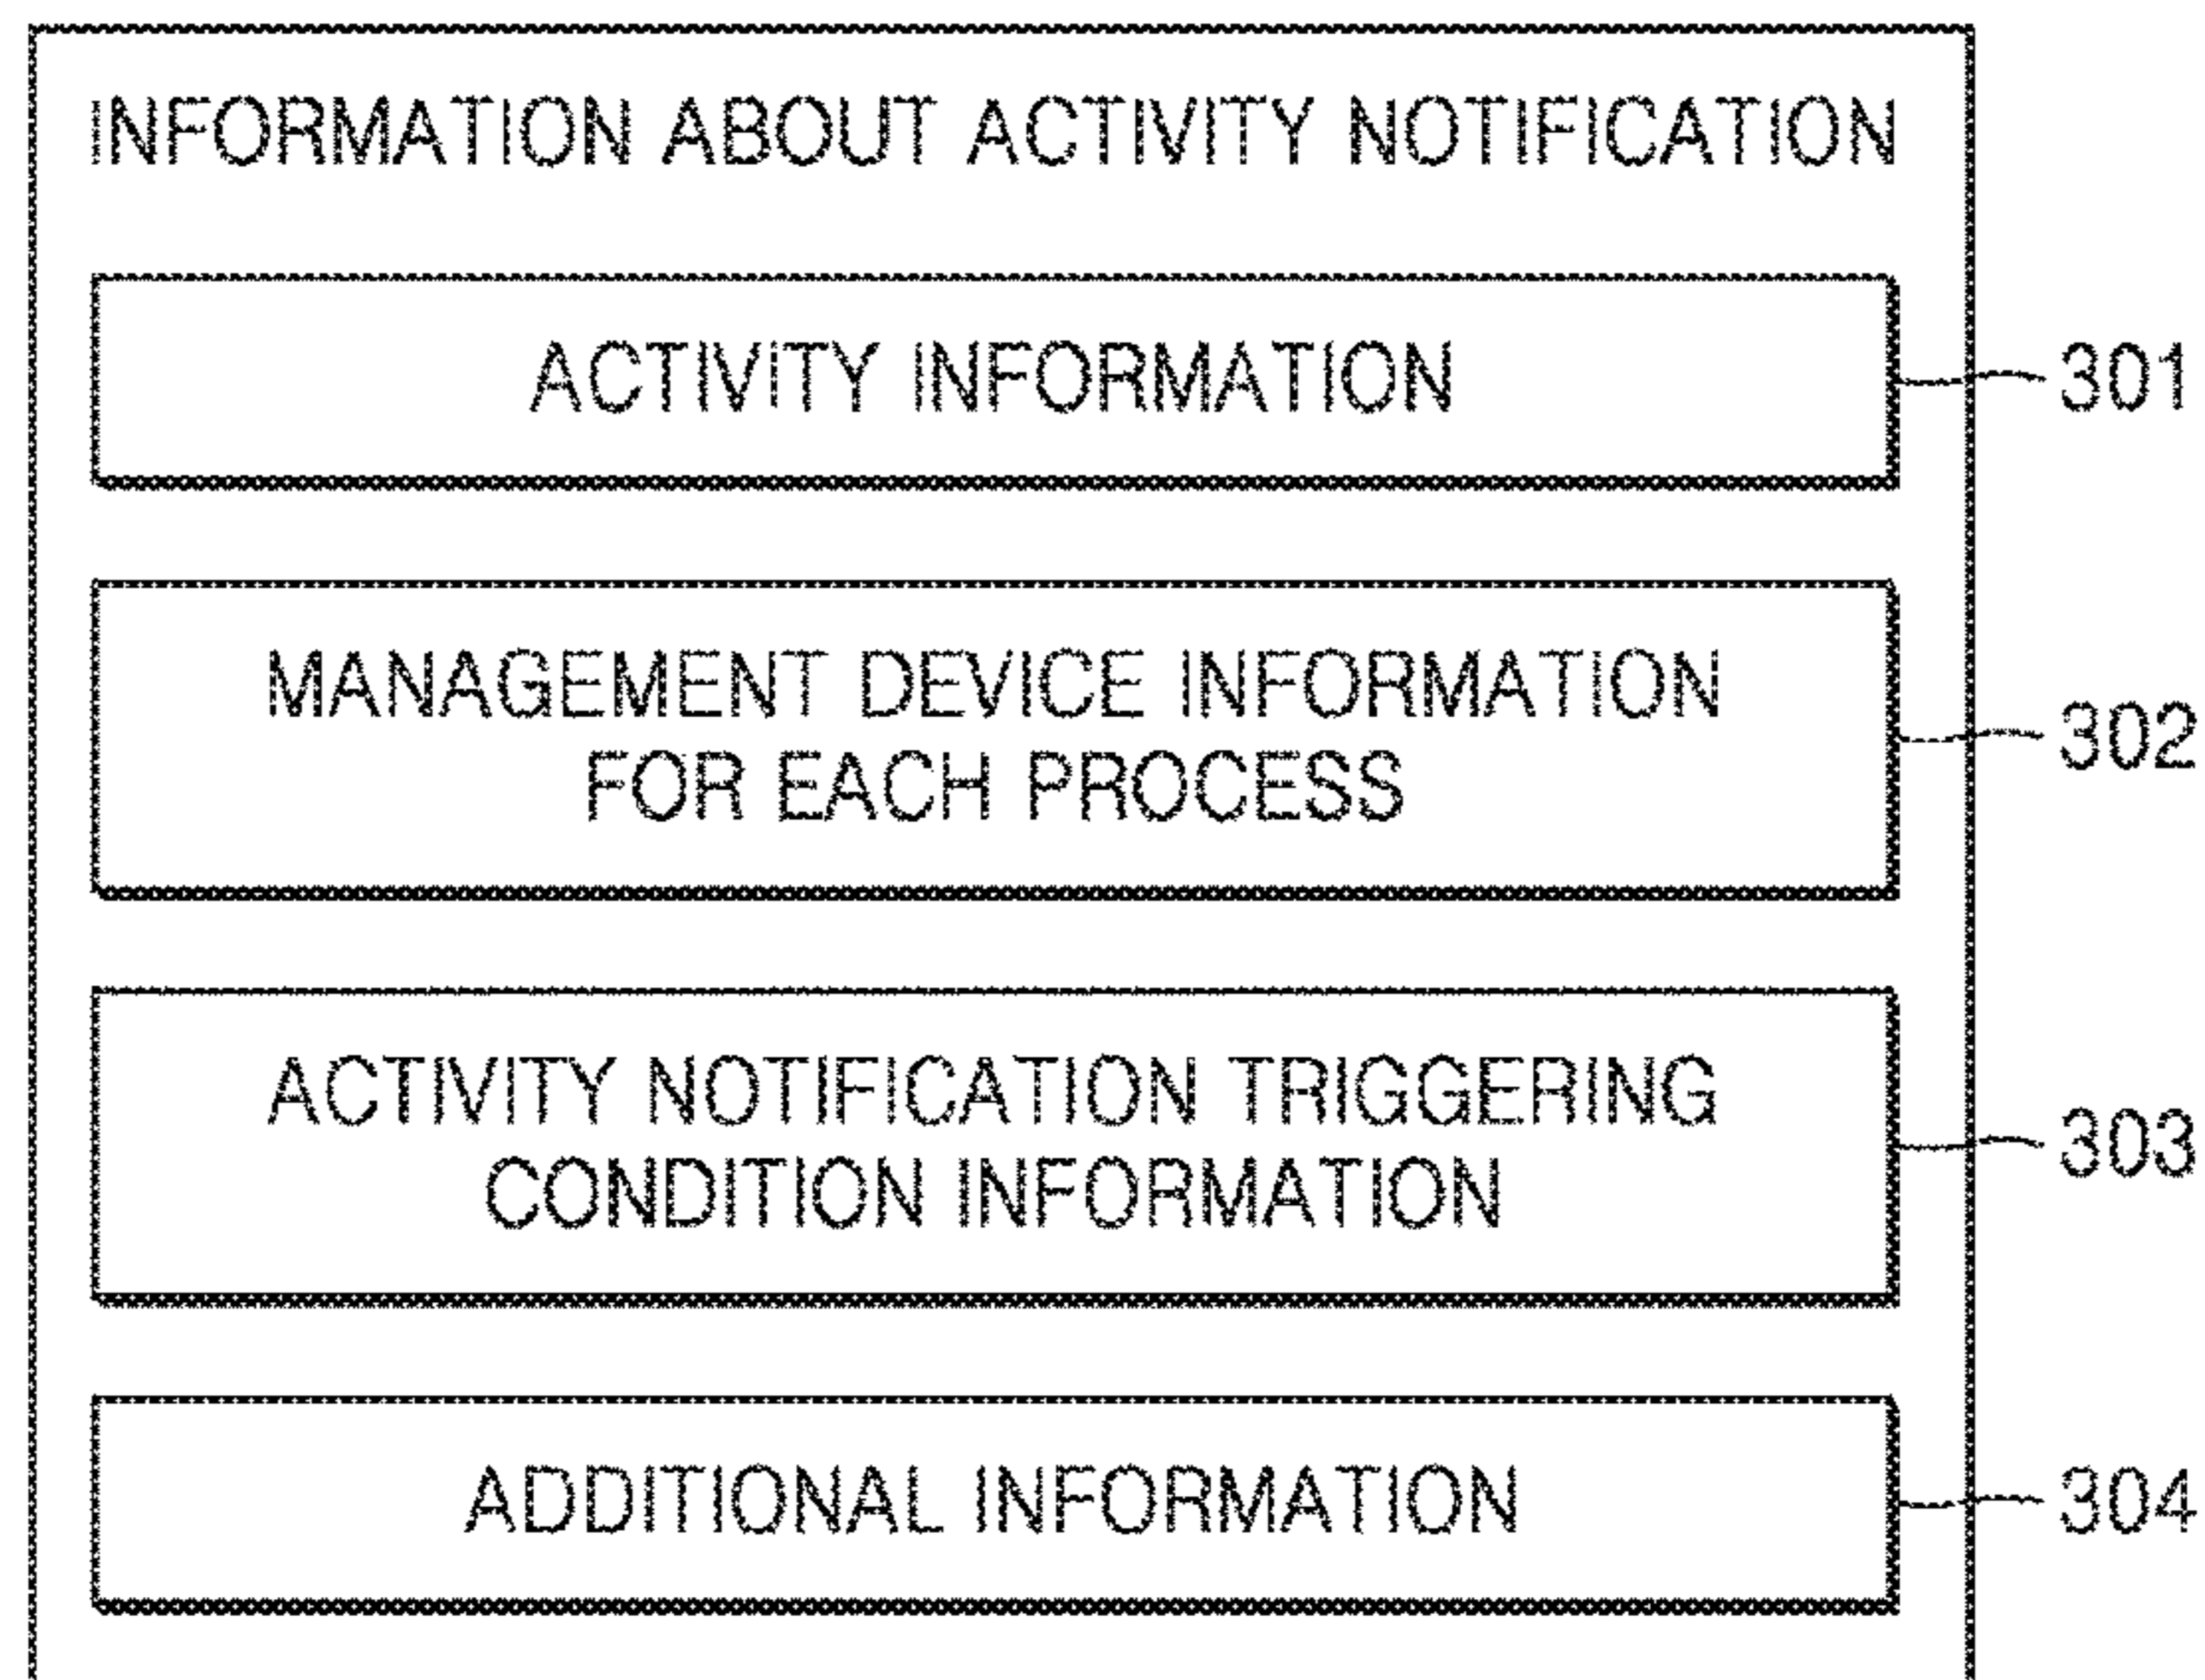 INFORMATION ABOUT ACTIVITY NOTIFICATION
ACTIVITY INFORMATION
301
MANAGEMENT DEVICE INFORMATION
FOR EACH PROCESS
302
ACTIVITY NOTIFICATION TRIGGERING
CONDITION INFORMATION
303
ADDITIONAL INFORMATION
304